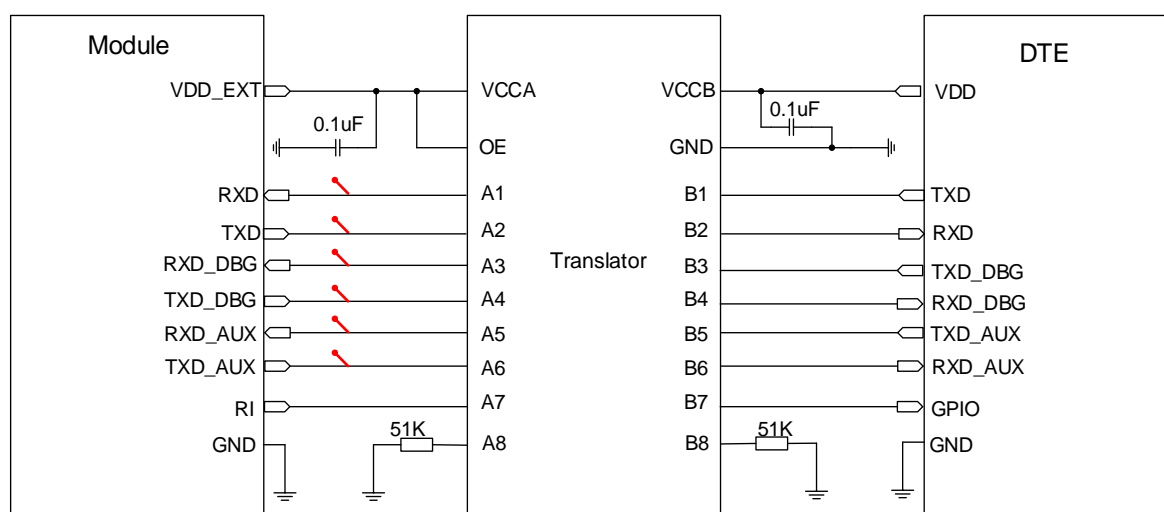 Module
DTE
VDD_EXT
VCCA
VCCB
VDD
0.1uF
0.1uF
OE
GND
RXD
A1
B1
TXD
TXD
A2
B2
RXD
RXD_DBG
A3
Translator
B3
TXD_DBG
TXD_DBG
A4
B4
RXD_DBG
RXD_AUX
A5
B5
TXD_AUX
TXD_AUX
A6
B6
RXD_AUX
RI
A7
B7
GPIO
GND
51K
A8
B8
51K
GND